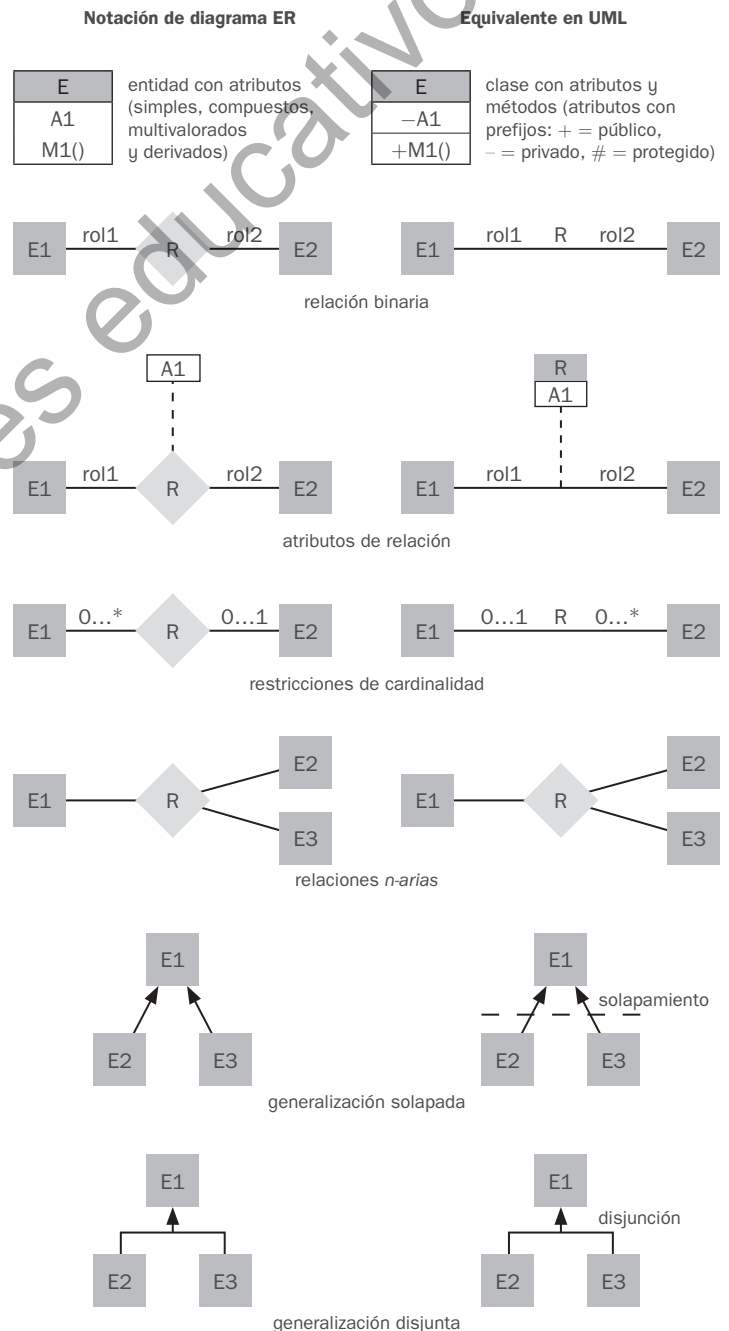 Notación de diagrama ER
Equivalente en UML
E
A1
M1()
entidad con atributos
(simples, compuestos,
multivalorados
y derivados)
E
−A1
+M1()
clase con atributos y
métodos (atributos con
prefijos: + = público,
– = privado, # = protegido)
E1 rol1 R rol2 E2
E1 rol1 R rol2 E2
relación binaria
A1
E1 rol1 R rol2 E2
R
A1
E1 rol1 rol2 E2
atributos de relación
E1 0...* R 0...1 E2
E1 0...1 R 0...* E2
restricciones de cardinalidad
E1 R E2
E3
E1 R E2
E3
relaciones n-arias
E1
E2 E3
E1
solapamiento
E2 E3
generalización solapada
E1
E2 E3
E1
disjunción
E2 E3
generalización disjunta
es educativo